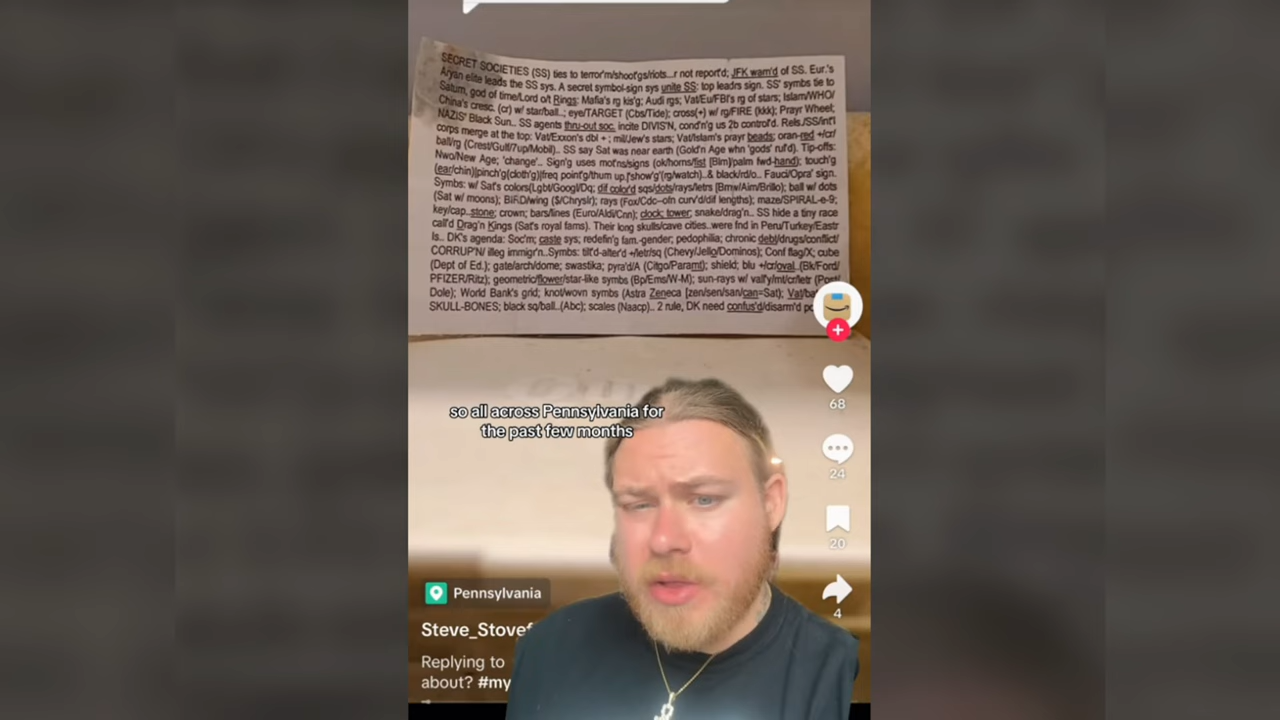 SECRET SOCIETIES (SS) ties to terror'm/shoot'gs/riots...r not report'd; JFK warn'd of SS. Eur.'s
Aryan elite leads the SS sys. A secret symbol-sign sys unite SS: top leadrs sign. SS' symbs tie to
Saturn, god of time/Lord o/t Rings: Mafia's rg kis'g; Audi rgs; Vat/Eu/FBI's rg of stars; Islam/WHO/
China's cresc. (cr) w/ star/ball..; eye/TARGET (Cbs/Tide); cross(+) w/ rg/FIRE (kkk); Prayr Wheel;
NAZIS' Black Sun.. SS agents thru-out soc. incite DIVIS'N, cond'n'g us 2b control'd. Rels./SS/int'l
corps merge at the top: Vat/Exxon's dbl + ; mil/Jew's stars; Vat/Islam's prayr beads; oran-red +/cr/
ball/rg (Crest/Gulf/7up/Mobil).. SS say Sat was near earth (Gold'n Age whn 'gods' rul'd). Tip-offs:
Nwo/New Age; 'change'.. Sign'g uses mot'ns/signs (ok/horns/fist [Blm]/palm fwd-hand); touch'g
(ear/chin)(pinch'g(cloth'g)(freq point'g/thum up.['show'g'(rg/watch)..& black/rd/o.. Fauci/Opra' sign.
Symbs: w/ Sat's colors(Lgbt/Googl/Dq; dif color'd sqs/dots/rays/letrs [Bmw/Aim/Brillo); ball w/ dots
(Sat w/ moons); BIRD/wing ($/Chryslr); rays (Fox/Cdc–ofn curv'd/dif lengths); maze/SPIRAL-e-9;
key/cap..stone; crown; bars/lines (Euro/Aldi/Cnn); clock; tower; snake/drag'n.. SS hide a tiny race
call'd Drag'n Kings (Sat's royal fams). Their long skulls/cave cities..were fnd in Peru/Turkey/Eastr
Is.. DK's agenda: Soc'm; caste sys; redefin'g fam.-gender; pedophilia; chronic debt/drugs/conflict/
CORRUP'N/ illeg immigr'n..Symbs: tilt'd-alter'd +/letr/sq (Chevy/Jello/Dominos); Conf flag/X; cube
(Dept of Ed.); gate/arch/dome; swastika; pyra'd/A (Citgo/Paramt); shield; blu +/cr/oval (Bk/Ford/
PFIZER/Ritz); geometric/flower/star-like symbs (Bp/Ems/W-M); sun-rays w/ vall'y/mt/cr/letr (Post/
Dole); World Bank's grid; knot/wovn symbs (Astra Zeneca [zen/sen/san/can=Sat); Vat/
SKULL-BONES; black sq/ball..(Abc); scales (Naacp).. 2 rule, DK need confus'd/disarm'd
so all across Pennsylvania for
the past few months
68
24
20
4
Pennsylvania
Steve_Stove
Replying to
about? #my